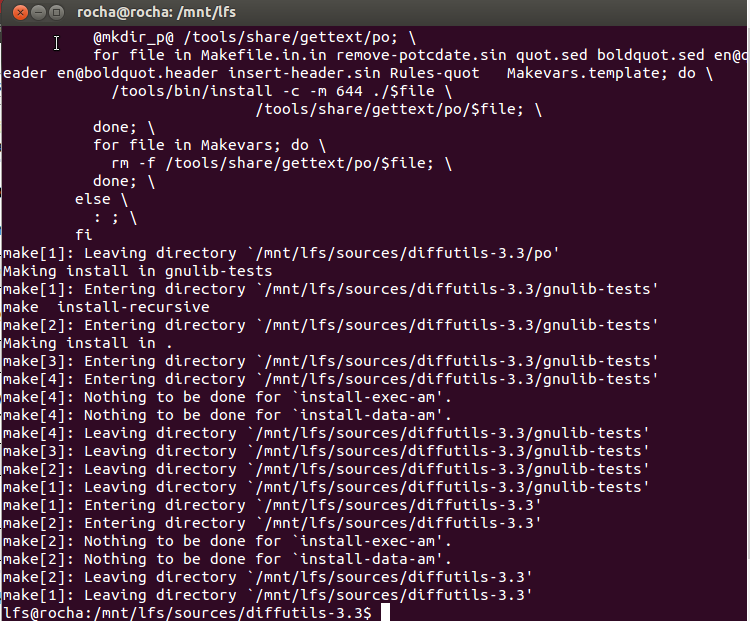 rocha@rocha: /mnt/lfs
@mkdir_p@ /tools/share/gettext/po; \
for file in Makefile.in.in remove-potcdate.sin quot.sed boldquot.sed en@q
eader en@boldquot.header insert-header.sin Rules-quot   Makevars.template; do \
/tools/bin/install -c -m 644 ./$file \
/tools/share/gettext/po/$file; \
done; \
for file in Makevars; do \
rm -f /tools/share/gettext/po/$file; \
done; \
else \
: ; \
fi
make[1]: Leaving directory `/mnt/lfs/sources/diffutils-3.3/po'
Making install in gnulib-tests
make[1]: Entering directory `/mnt/lfs/sources/diffutils-3.3/gnulib-tests'
make  install-recursive
make[2]: Entering directory `/mnt/lfs/sources/diffutils-3.3/gnulib-tests'
Making install in .
make[3]: Entering directory `/mnt/lfs/sources/diffutils-3.3/gnulib-tests'
make[4]: Entering directory `/mnt/lfs/sources/diffutils-3.3/gnulib-tests'
make[4]: Nothing to be done for `install-exec-am'.
make[4]: Nothing to be done for `install-data-am'.
make[4]: Leaving directory `/mnt/lfs/sources/diffutils-3.3/gnulib-tests'
make[3]: Leaving directory `/mnt/lfs/sources/diffutils-3.3/gnulib-tests'
make[2]: Leaving directory `/mnt/lfs/sources/diffutils-3.3/gnulib-tests'
make[1]: Leaving directory `/mnt/lfs/sources/diffutils-3.3/gnulib-tests'
make[1]: Entering directory `/mnt/lfs/sources/diffutils-3.3'
make[2]: Entering directory `/mnt/lfs/sources/diffutils-3.3'
make[2]: Nothing to be done for `install-exec-am'.
make[2]: Nothing to be done for `install-data-am'.
make[2]: Leaving directory `/mnt/lfs/sources/diffutils-3.3'
make[1]: Leaving directory `/mnt/lfs/sources/diffutils-3.3'
lfs@rocha:/mnt/lfs/sources/diffutils-3.3$